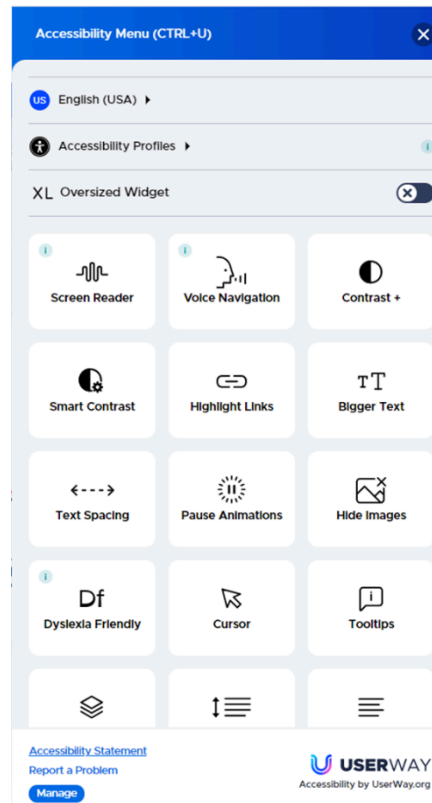 Accessibility Menu (CTRL+U)
US English (USA)
Accessibility Profiles
i
XL Oversized Widget
i
Screen Reader
i
Voice Navigation
Contrast +
Smart Contrast
Highlight Links
TT
Bigger Text
Text Spacing
Pause Animations
Hide Images
i
Df
Dyslexia Friendly
Cursor
i
Tooltips
Accessibility Statement
Report a Problem
Manage
USERWAY
Accessibility by UserWay.org